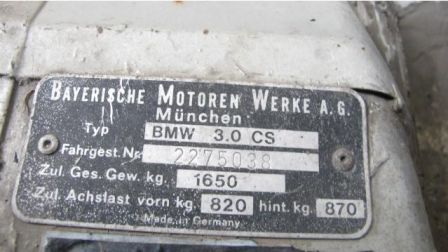 BAYERISCHE MOTOREN WERKE A.G.
München
Typ BMW 3.0 CS
Fahrgest. Nr. 2275038
Zul. Ges. Gew. kg. 1650
Zul. Achslast vorn kg. 820 hint. kg. 870
Made in Germany